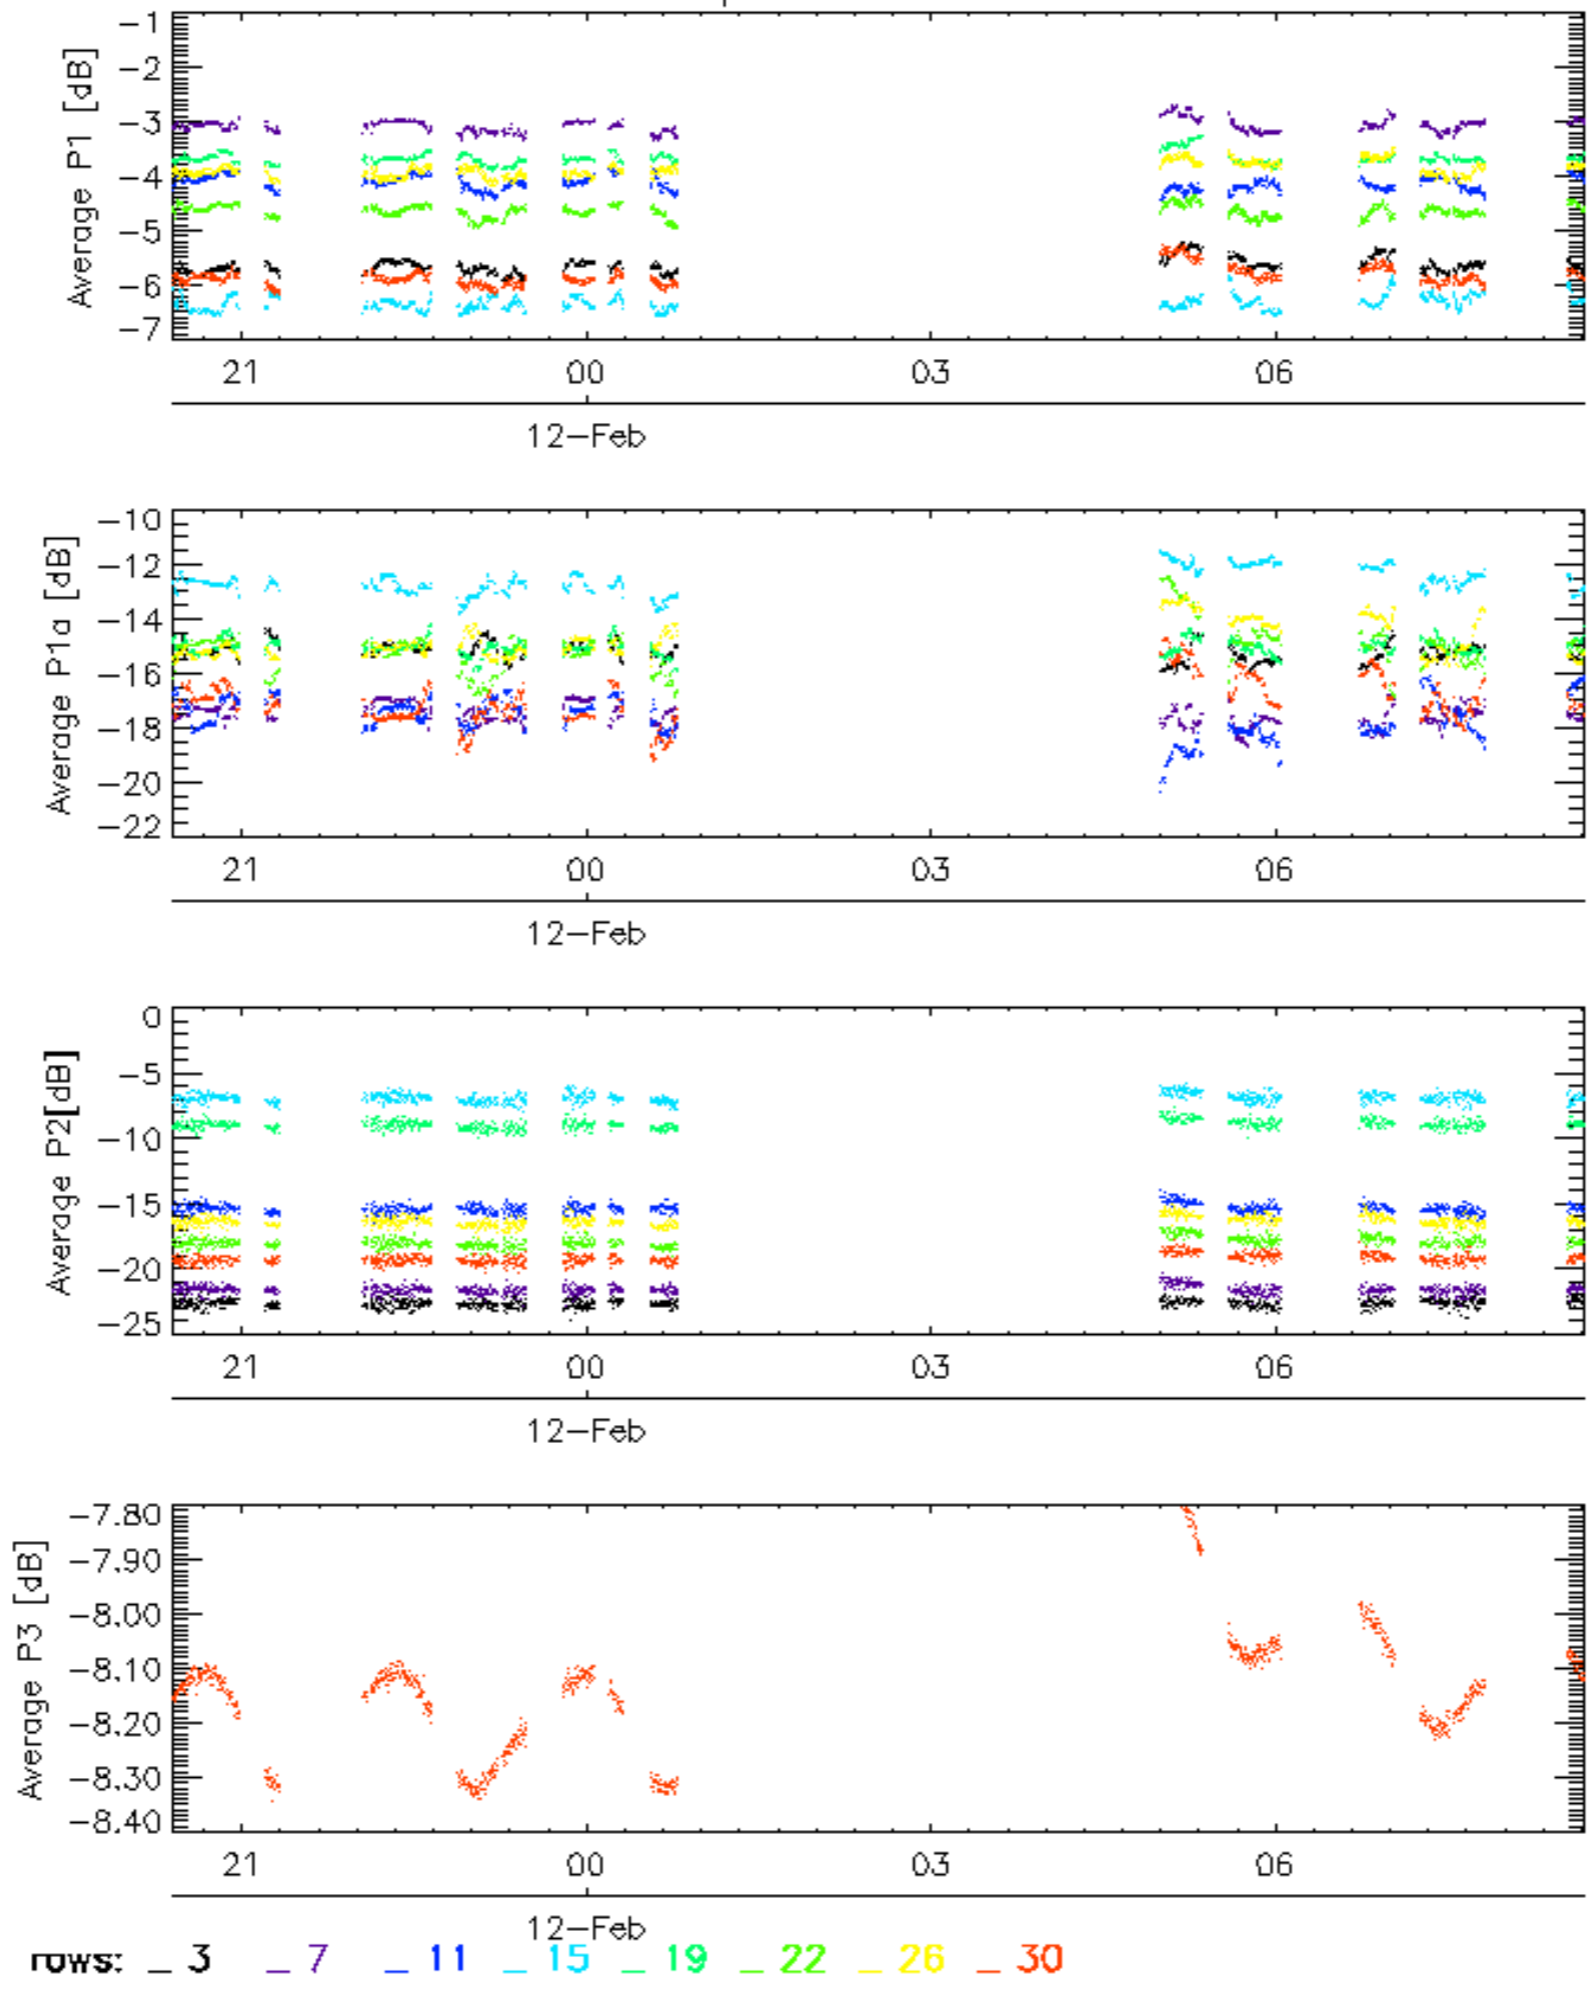 Average P1 [dB]
−1
−2
−3
−4
−5
−6
−7
21 00 03 06
12−Feb
Average P1a [dB]
−10
−12
−14
−16
−18
−20
−22
21 00 03 06
12−Feb
Average P2[dB]
0
−5
−10
−15
−20
−25
21 00 03 06
12−Feb
Average P3 [dB]
−7.80
−7.90
−8.00
−8.10
−8.20
−8.30
−8.40
21 00 03 06
12−Feb
rows: _ 3 _ 7 _ 11 _ 15 _ 19 _ 22 _ 26 _ 30